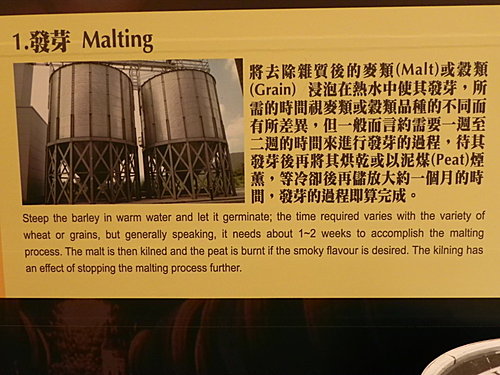 1.發芽 Malting
將去除雜質後的麥類(Malt)或穀類
(Grain) 浸泡在熱水中使其發芽，所
需的時間視麥類或穀類品種的不同而
有所差異，但一般而言約需要一週至
二週的時間來進行發芽的過程，待其
發芽後再將其烘乾或以泥煤(Peat)煙
薰，等冷卻後再儲放大約一個月的時
間，發芽的過程即算完成。
Steep the barley in warm water and let it germinate; the time required varies with the variety of
wheat or grains, but generally speaking, it needs about 1~2 weeks to accomplish the malting
process. The malt is then kilned and the peat is burnt if the smoky flavour is desired. The kilning has
an effect of stopping the malting process further.